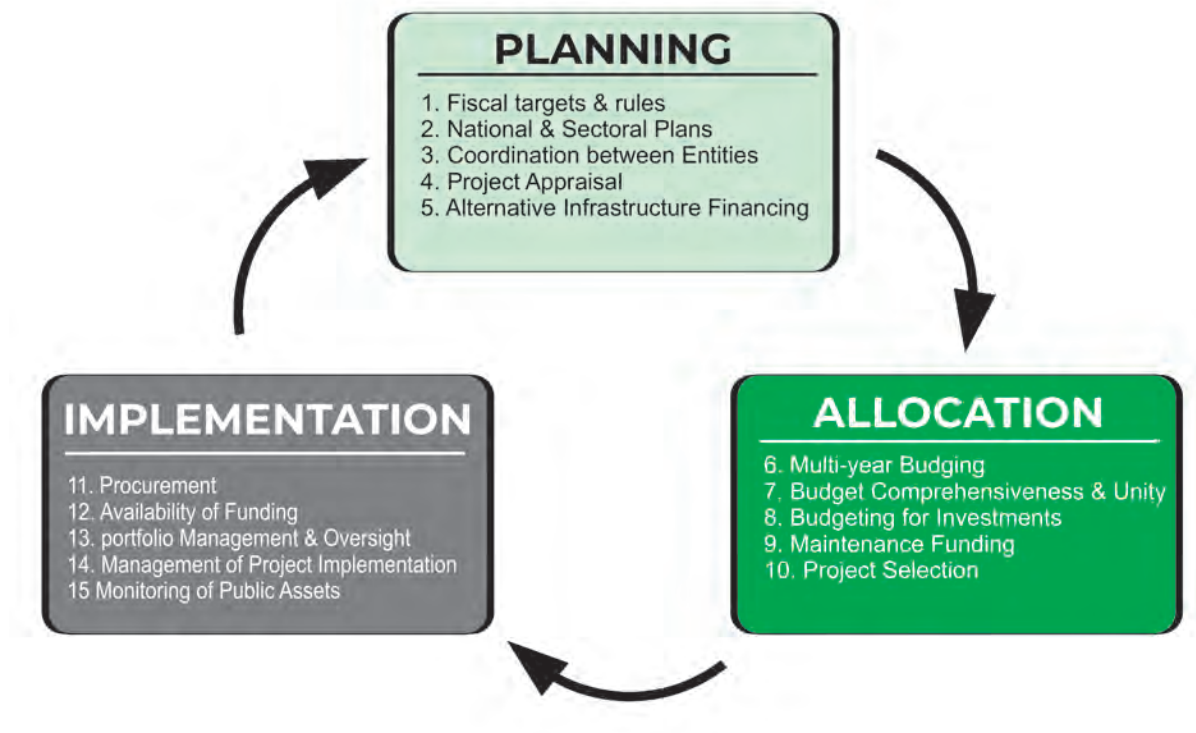 PLANNING
1. Fiscal targets & rules
2. National & Sectoral Plans
3. Coordination between Entities
4. Project Appraisal
5. Alternative Infrastructure Financing
ALLOCATION
6. Multi-year Budging
7. Budget Comprehensiveness & Unity
8. Budgeting for Investments
9. Maintenance Funding
10. Project Selection
IMPLEMENTATION
11. Procurement
12. Availability of Funding
13. portfolio Management & Oversight
14. Management of Project Implementation
15 Monitoring of Public Assets